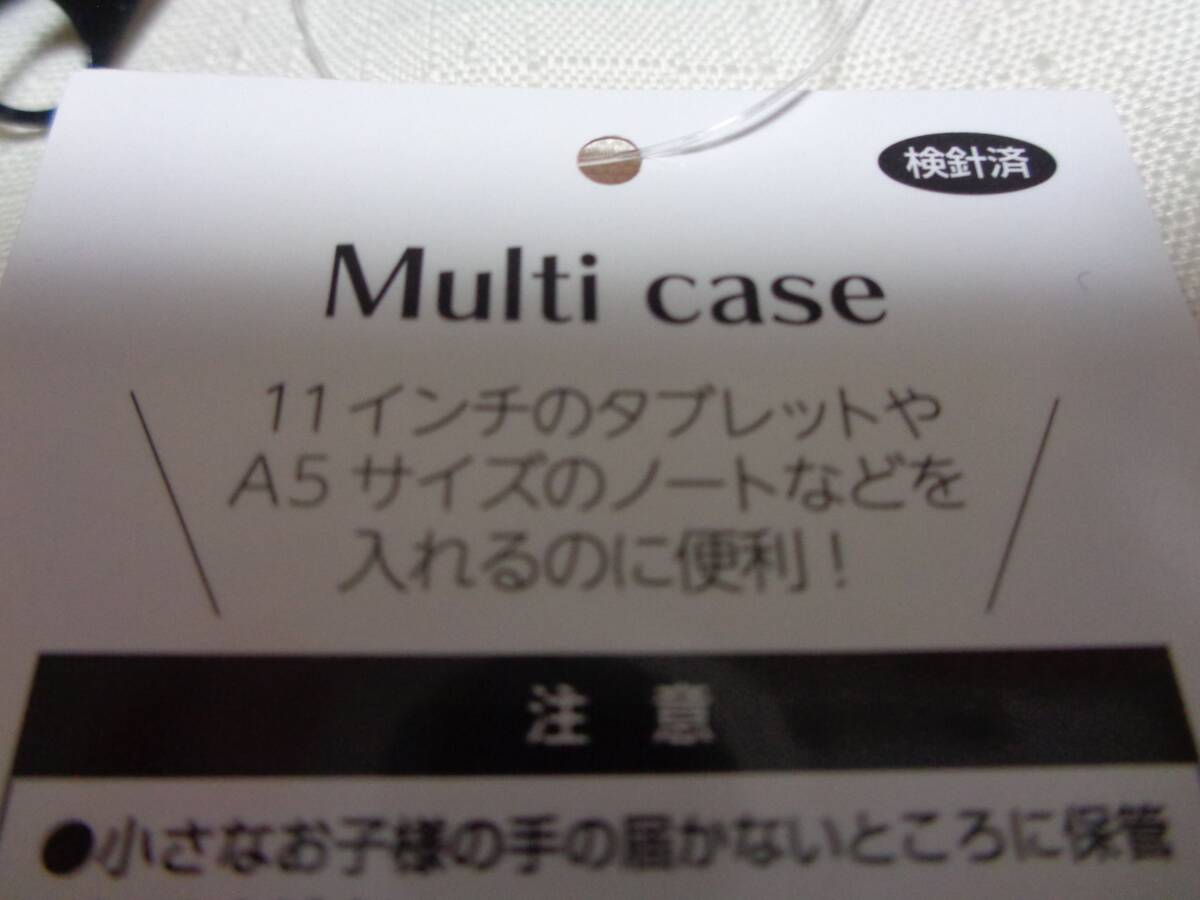 検針済
Multi case
11インチのタブレットや
A5サイズのノートなどを
入れるのに便利！
注 意
●小さなお子様の手の届かないところに保管